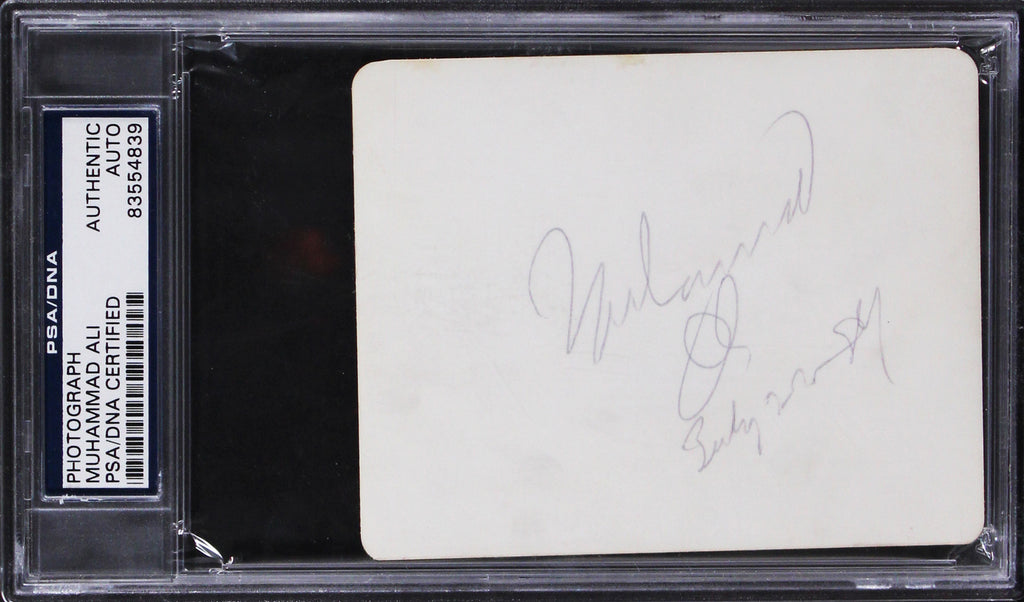 PSA/DNA
PHOTOGRAPH
MUHAMMAD ALI
PSA/DNA CERTIFIED
AUTHENTIC
AUTO
83554839
Muhammad
Ali